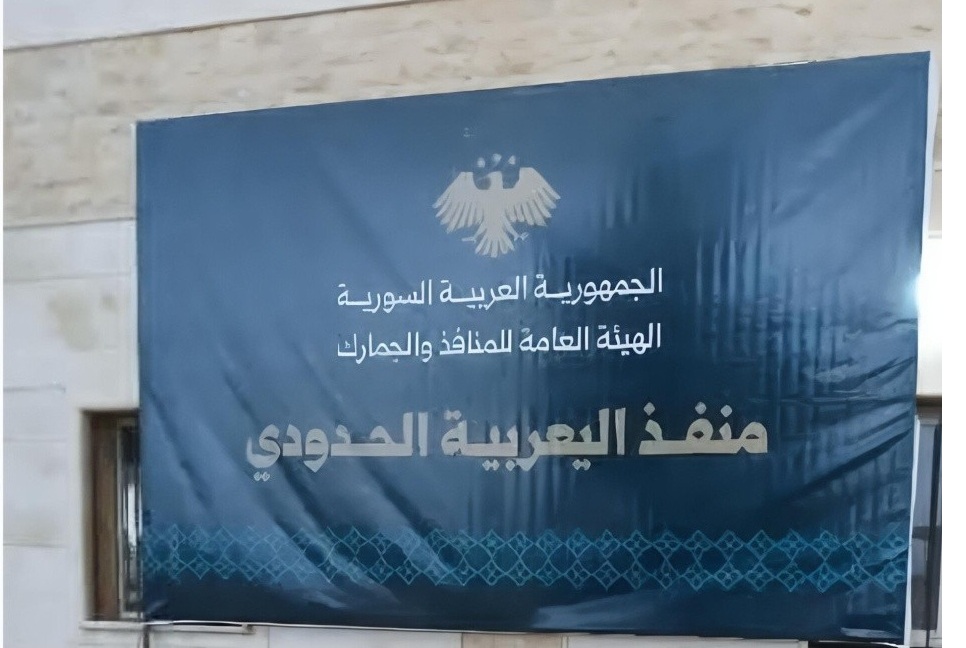 الجمهورية العربية السورية
الهيئة العامة للمنافذ والجمارك
منفذ اليعربية الحدودي